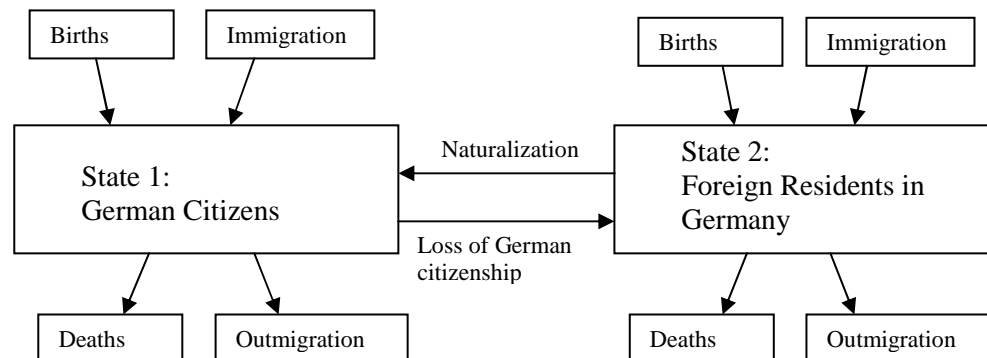 Births
Immigration
Births
Immigration
State 1:
German Citizens
Naturalization
Loss of German
citizenship
State 2:
Foreign Residents in
Germany
Deaths
Outmigration
Deaths
Outmigration